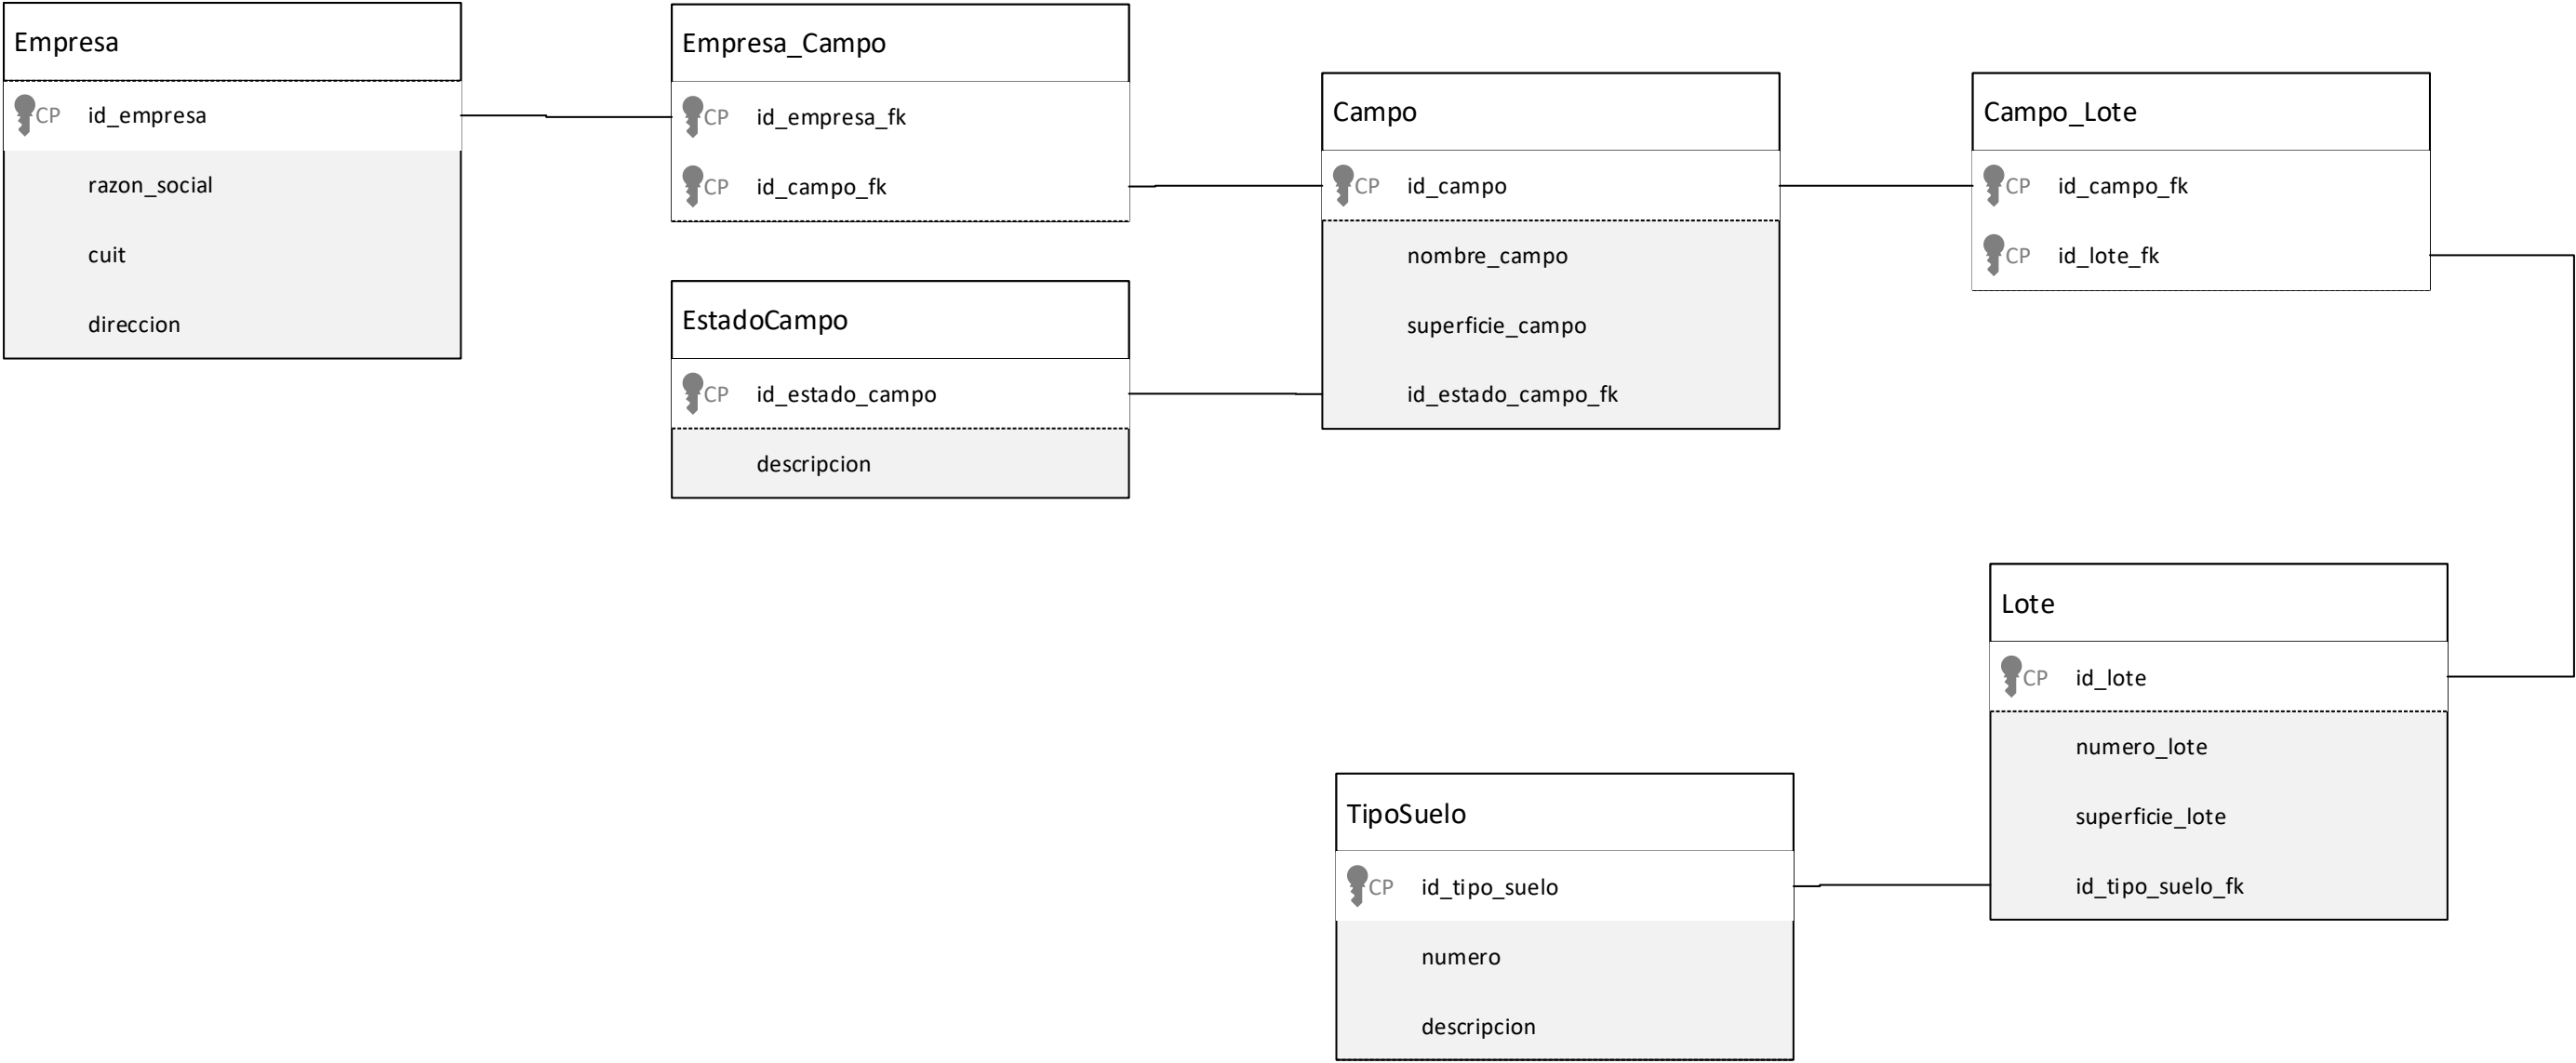 Empresa
CP id_empresa
razon_social
cuit
direccion
Empresa_Campo
CP id_empresa_fk
CP id_campo_fk
EstadoCampo
CP id_estado_campo
descripcion
Campo
CP id_campo
nombre_campo
superficie_campo
id_estado_campo_fk
Campo_Lote
CP id_campo_fk
CP id_lote_fk
Lote
CP id_lote
numero_lote
superficie_lote
id_tipo_suelo_fk
TipoSuelo
CP id_tipo_suelo
numero
descripcion